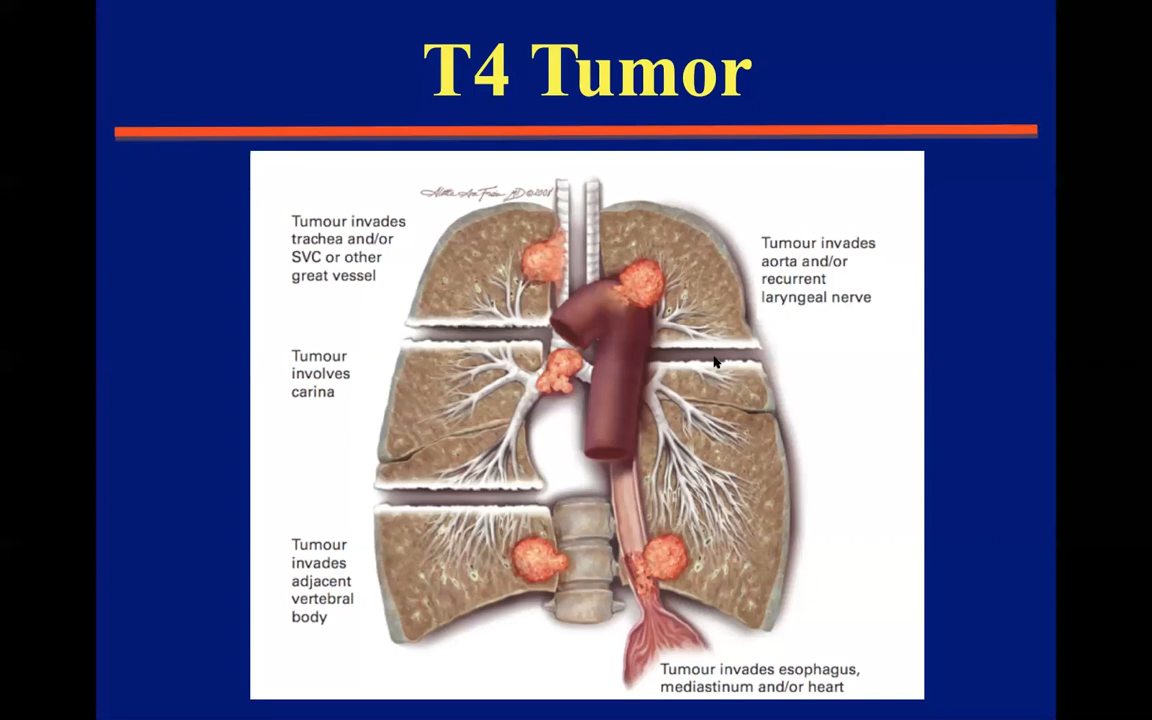 T4 Tumor
Tumour invades
trachea and/or
SVC or other
great vessel
Tumour invades
aorta and/or
recurrent
laryngeal nerve
Tumour
involves
carina
Tumour
invades
adjacent
vertebral
body
Tumour invades esophagus,
mediastinum and/or heart